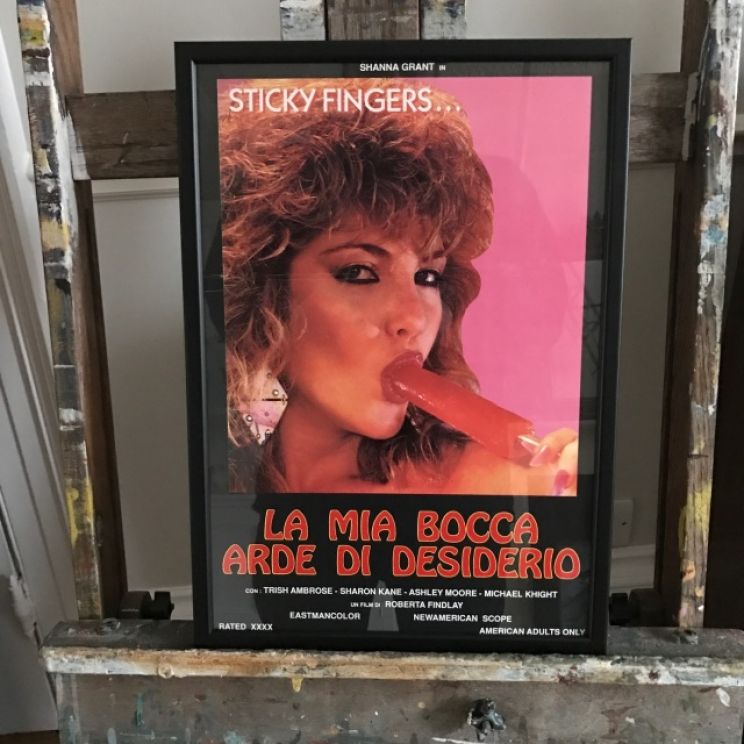 SHANNA GRANT IN
STICKY FINGERS...
LA MIA BOCCA
ARDE DI DESIDERIO
CON: TRISH AMBROSE - SHARON KANE - ASHLEY MOORE - MICHAEL KHIGHT
UN FILM DI ROBERTA FINDLAY
EASTMANCOLOR NEWAMERICAN SCOPE
RATED XXXX AMERICAN ADULTS ONLY